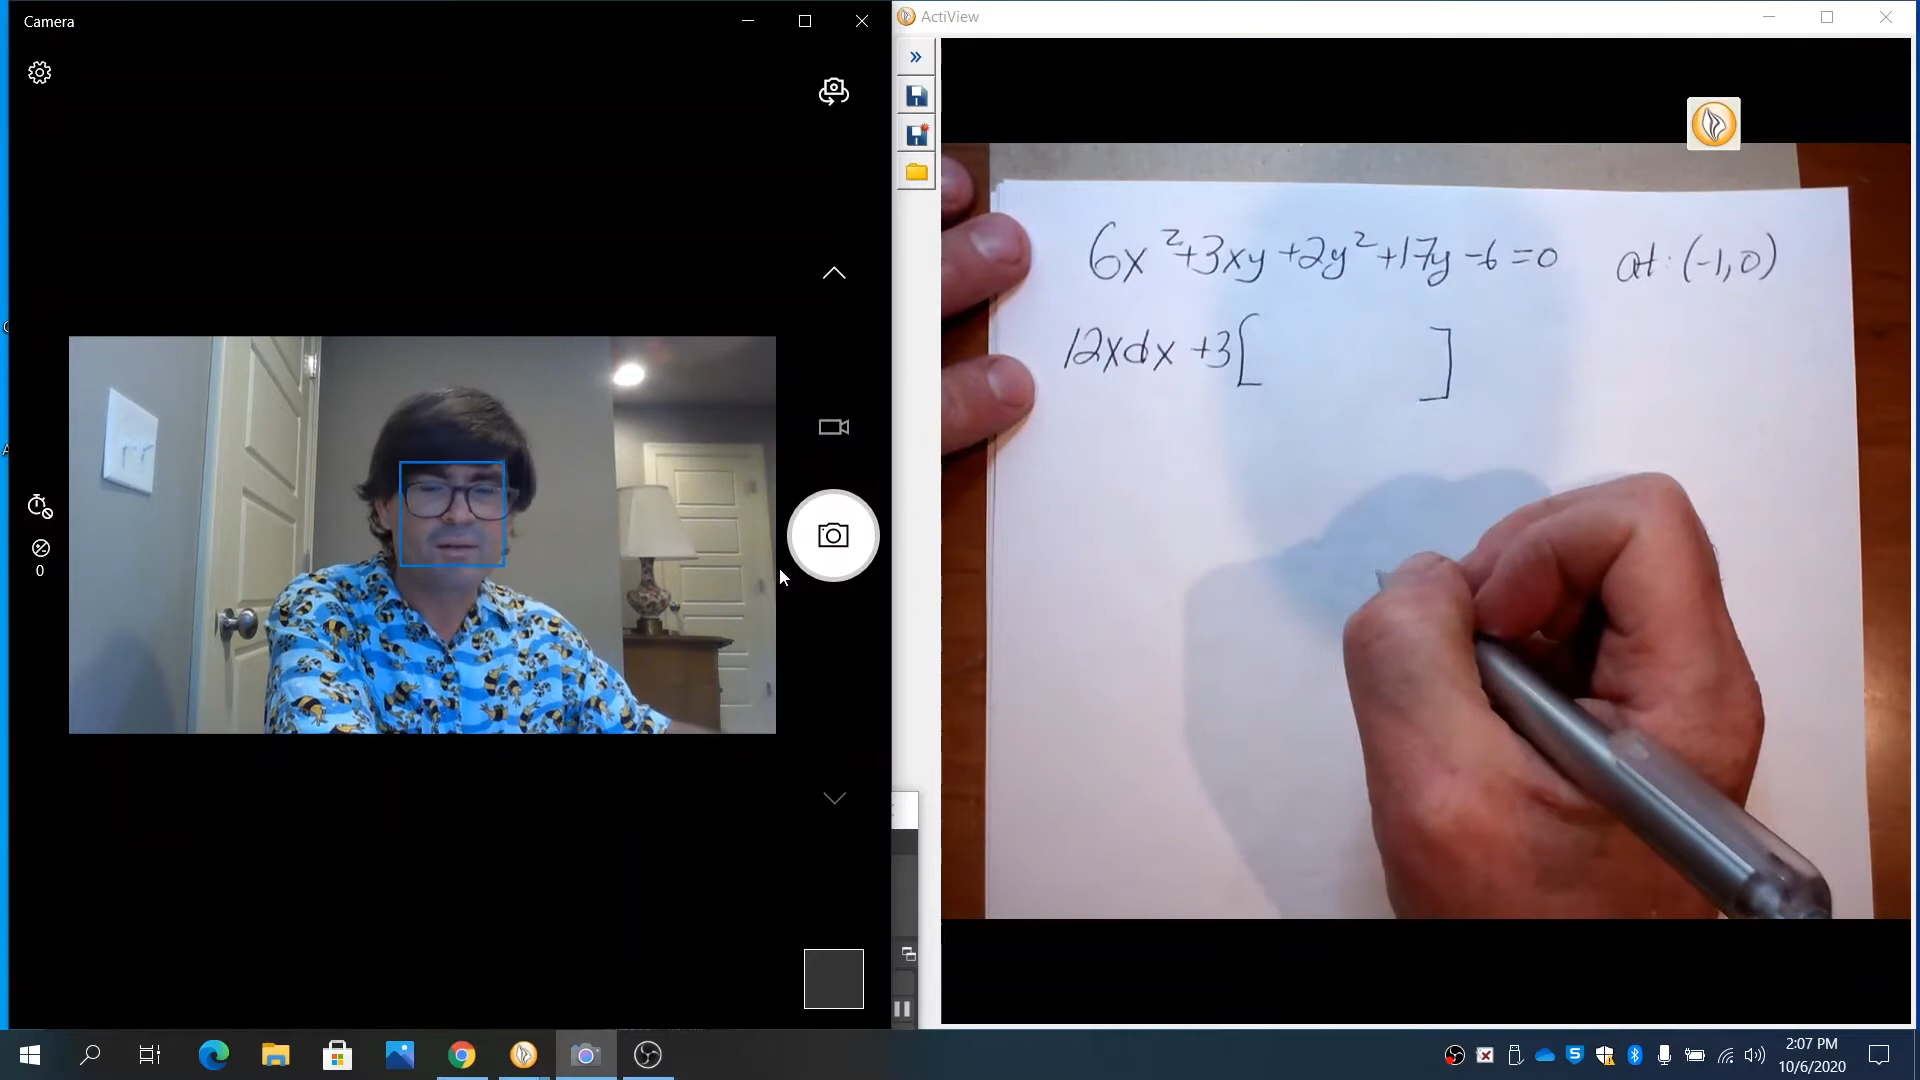 Camera
ActiView
0
6x²+3xy+2y²+17y-6=0 at: (-1,0)
12xdx +3[ ]
2:07 PM
10/6/2020